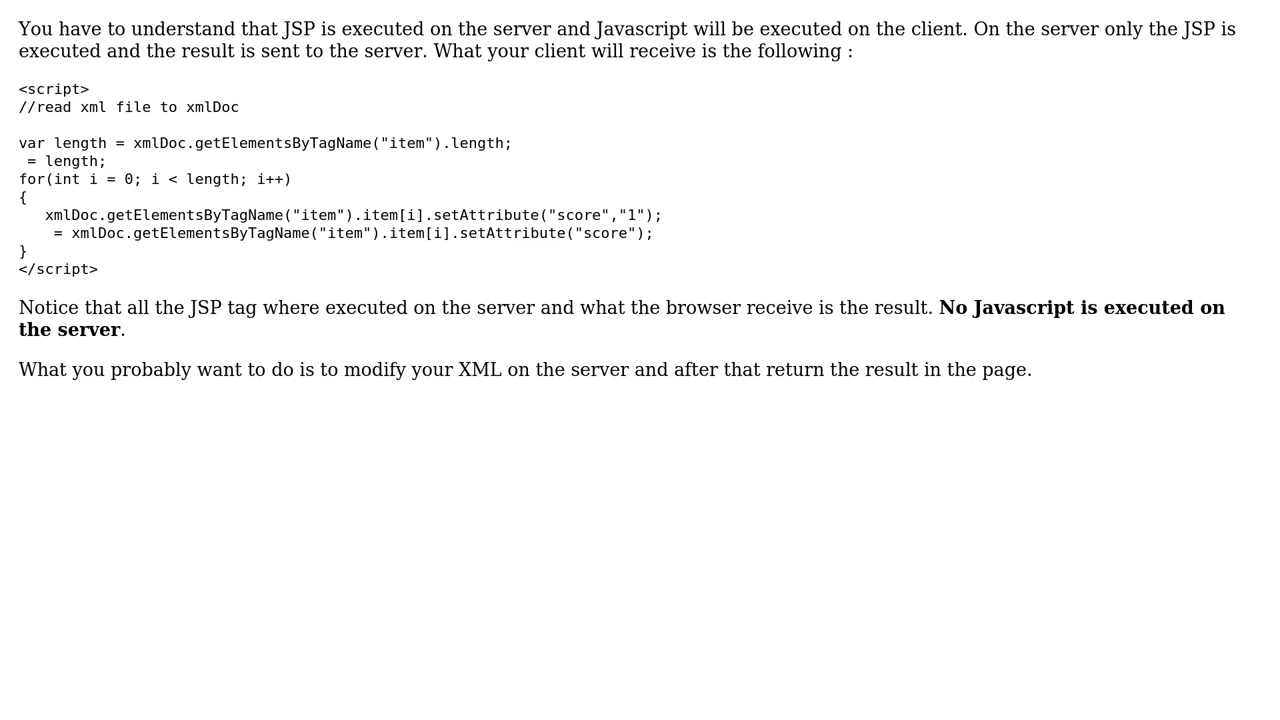 You have to understand that JSP is executed on the server and Javascript will be executed on the client. On the server only the JSP is
executed and the result is sent to the server. What your client will receive is the following :
<script>
//read xml file to xmlDoc

var length = xmlDoc.getElementsByTagName("item").length;
 = length;
for(int i = 0; i < length; i++)
{
   xmlDoc.getElementsByTagName("item").item[i].setAttribute("score","1");
    = xmlDoc.getElementsByTagName("item").item[i].setAttribute("score");
}
</script>
Notice that all the JSP tag where executed on the server and what the browser receive is the result. No Javascript is executed on
the server.
What you probably want to do is to modify your XML on the server and after that return the result in the page.